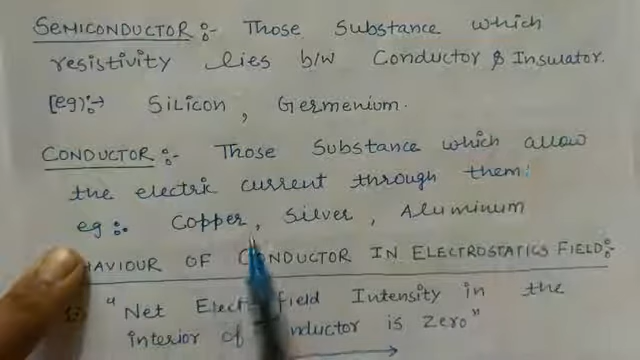 SEMICONDUCTOR :- Those Substance which
resistivity lies b/w Conductor & Insulator.
(eg) :→ Silicon, Germenium.
CONDUCTOR :- Those Substance which allow
the electric current through them.
eg :. Copper, Silver, Aluminum
HAVIOUR OF CONDUCTOR IN ELECTROSTATICS FIELD :-
"Net Elect field Intensity in the
interior of nductor is Zero"